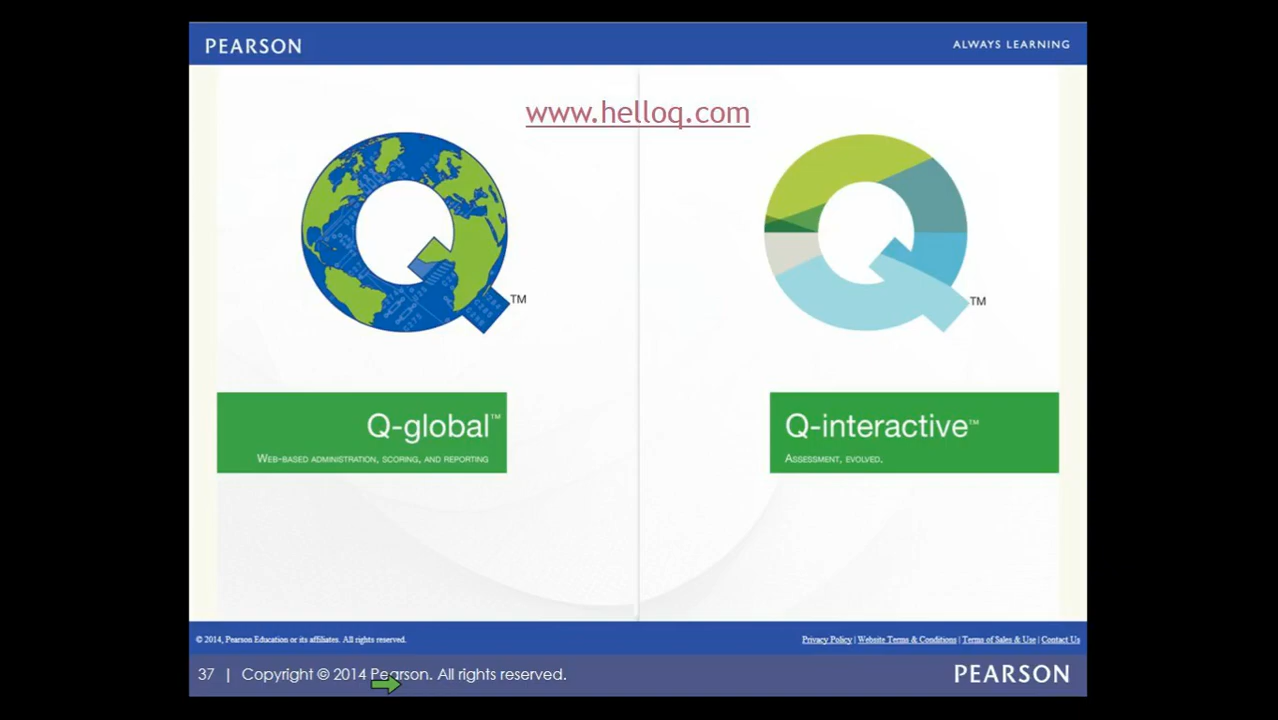 PEARSON
ALWAYS LEARNING
www.helloq.com
TM
TM
Q-global™
WEB-BASED ADMINISTRATION, SCORING, AND REPORTING
Q-interactive™
ASSESSMENT, EVOLVED.
© 2014, Pearson Education or its affiliates. All rights reserved.
Privacy Policy | Website Terms & Conditions | Terms of Sales & Use | Contact Us
37 | Copyright © 2014 Pearson. All rights reserved.
PEARSON